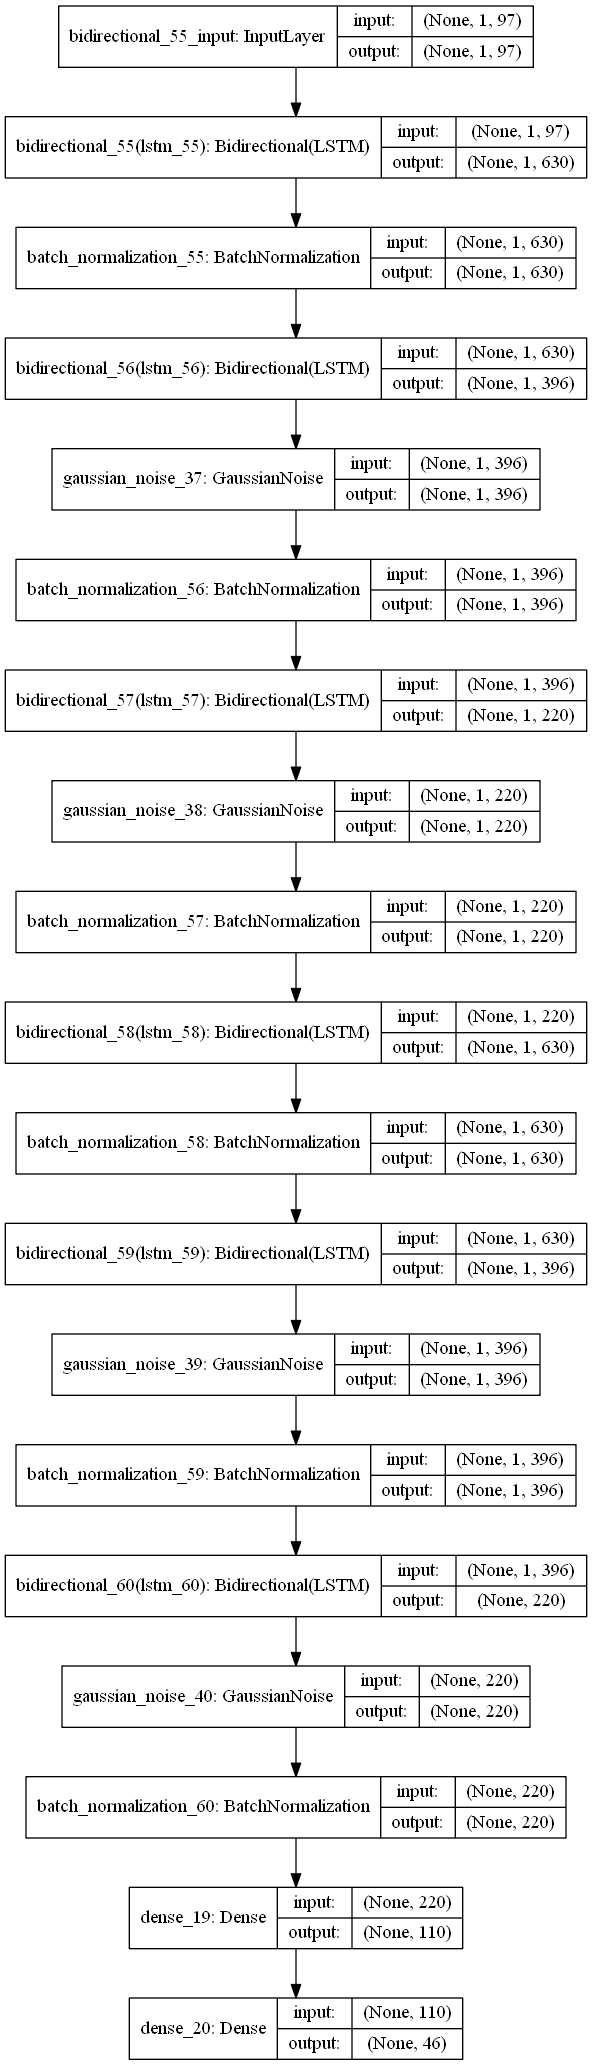 bidirectional_55_input: InputLayer
input: (None, 1, 97)
output: (None, 1, 97)
bidirectional_55(lstm_55): Bidirectional(LSTM)
input: (None, 1, 97)
output: (None, 1, 630)
batch_normalization_55: BatchNormalization
input: (None, 1, 630)
output: (None, 1, 630)
bidirectional_56(lstm_56): Bidirectional(LSTM)
input: (None, 1, 630)
output: (None, 1, 396)
gaussian_noise_37: GaussianNoise
input: (None, 1, 396)
output: (None, 1, 396)
batch_normalization_56: BatchNormalization
input: (None, 1, 396)
output: (None, 1, 396)
bidirectional_57(lstm_57): Bidirectional(LSTM)
input: (None, 1, 396)
output: (None, 1, 220)
gaussian_noise_38: GaussianNoise
input: (None, 1, 220)
output: (None, 1, 220)
batch_normalization_57: BatchNormalization
input: (None, 1, 220)
output: (None, 1, 220)
bidirectional_58(lstm_58): Bidirectional(LSTM)
input: (None, 1, 220)
output: (None, 1, 630)
batch_normalization_58: BatchNormalization
input: (None, 1, 630)
output: (None, 1, 630)
bidirectional_59(lstm_59): Bidirectional(LSTM)
input: (None, 1, 630)
output: (None, 1, 396)
gaussian_noise_39: GaussianNoise
input: (None, 1, 396)
output: (None, 1, 396)
batch_normalization_59: BatchNormalization
input: (None, 1, 396)
output: (None, 1, 396)
bidirectional_60(lstm_60): Bidirectional(LSTM)
input: (None, 1, 396)
output: (None, 220)
gaussian_noise_40: GaussianNoise
input: (None, 220)
output: (None, 220)
batch_normalization_60: BatchNormalization
input: (None, 220)
output: (None, 220)
dense_19: Dense
input: (None, 220)
output: (None, 110)
dense_20: Dense
input: (None, 110)
output: (None, 46)